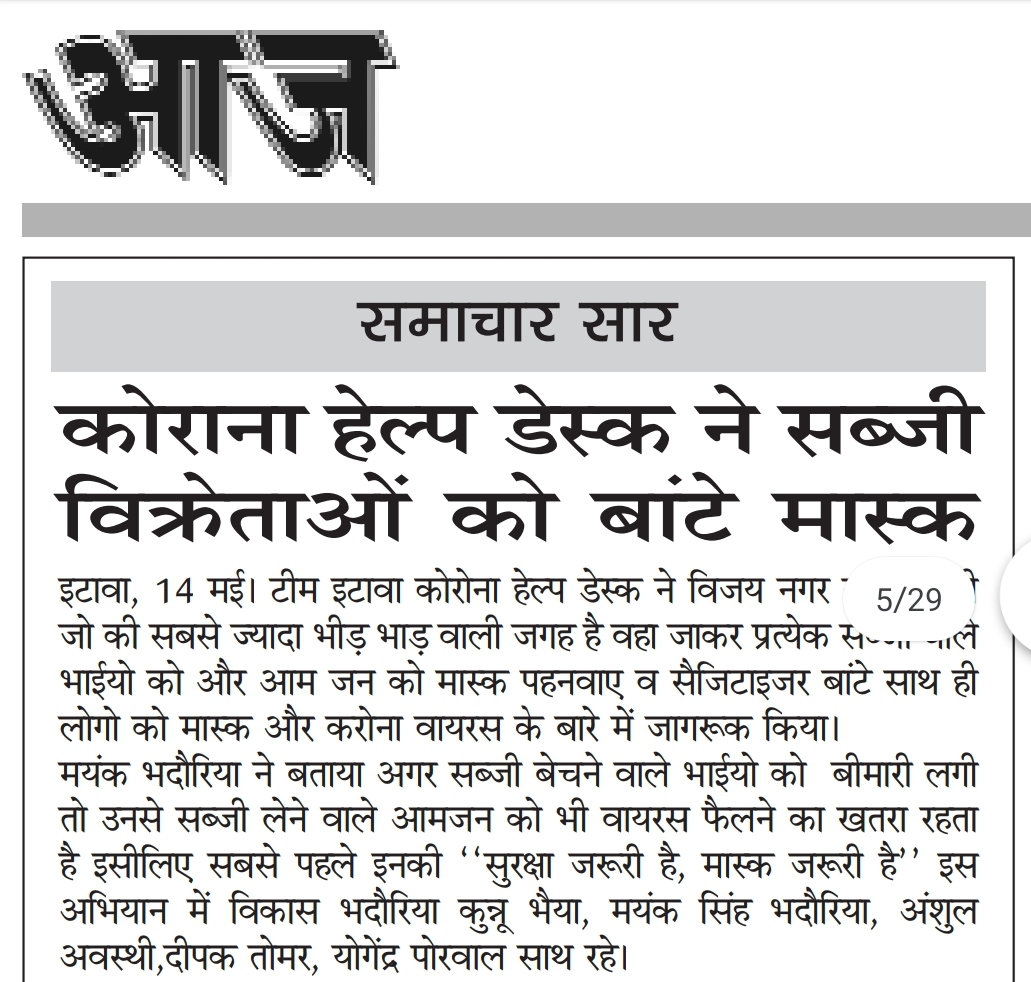 आज
समाचार सार
कोराना हेल्प डेस्क ने सब्जी
विक्रेताओं को बांटे मास्क
इटावा, 14 मई। टीम इटावा कोरोना हेल्प डेस्क ने विजय नगर
5/29
जो की सबसे ज्यादा भीड़ भाड़ वाली जगह है वहा जाकर प्रत्येक
भाईयो को और आम जन को मास्क पहनवाए व सैजिटाइजर बांटे साथ ही
लोगो को मास्क और करोना वायरस के बारे में जागरूक किया।
मयंक भदौरिया ने बताया अगर सब्जी बेचने वाले भाईयो को बीमारी लगी
तो उनसे सब्जी लेने वाले आमजन को भी वायरस फैलने का खतरा रहता
है इसीलिए सबसे पहले इनकी ‘‘सुरक्षा जरूरी है, मास्क जरूरी है’’ इस
अभियान में विकास भदौरिया कुन्नू भैया, मयंक सिंह भदौरिया, अंशुल
अवस्थी,दीपक तोमर, योगेंद्र पोरवाल साथ रहे।